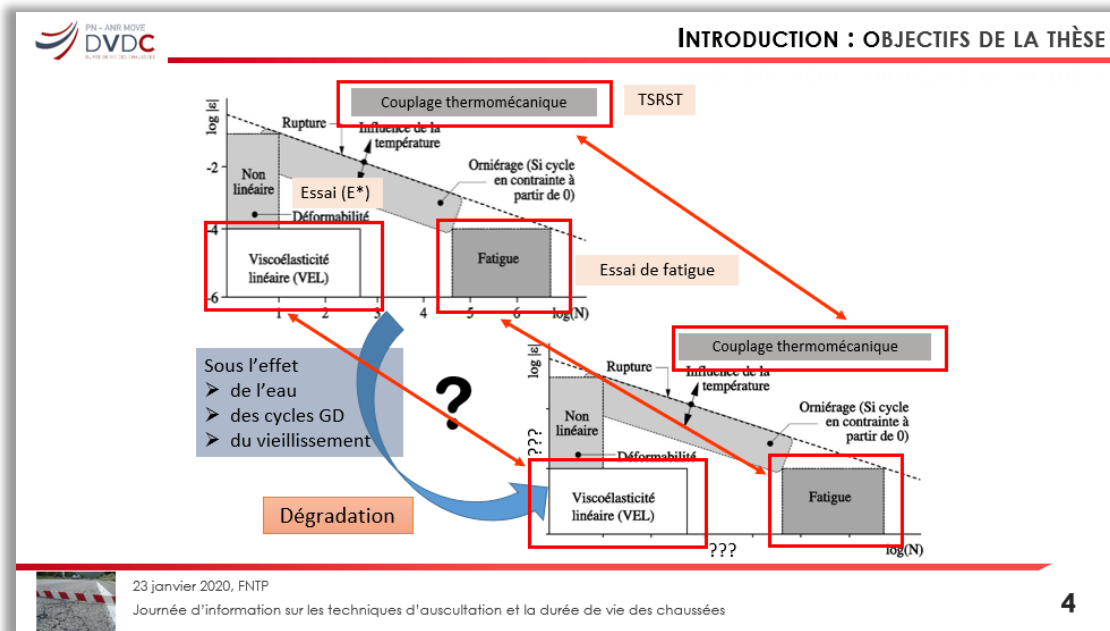 PN - ANR MOVE
DVDC
DURÉE DE VIE DES CHAUSSÉES
INTRODUCTION : OBJECTIFS DE LA THÈSE
Couplage thermomécanique
TSRST
log |ε|
Rupture
Influence de la
température
-2
Non
linéaire
Essai (E*)
Orniérage (Si cycle
en contrainte à
partir de 0)
Déformabilité
-4
Viscoélasticité
linéaire (VEL)
Fatigue
Essai de fatigue
-6
1 2 3 4 5 6 log(N)
Sous l'effet
➢ de l'eau
➢ des cycles GD
➢ du vieillissement
?
Dégradation
Couplage thermomécanique
log |ε|
Rupture
Influence de la
température
Non
linéaire
Orniérage (Si cycle
en contrainte à
partir de 0)
???
Déformabilité
Viscoélasticité
linéaire (VEL)
Fatigue
???
log(N)
23 janvier 2020, FNTP
Journée d'information sur les techniques d'auscultation et la durée de vie des chaussées
4